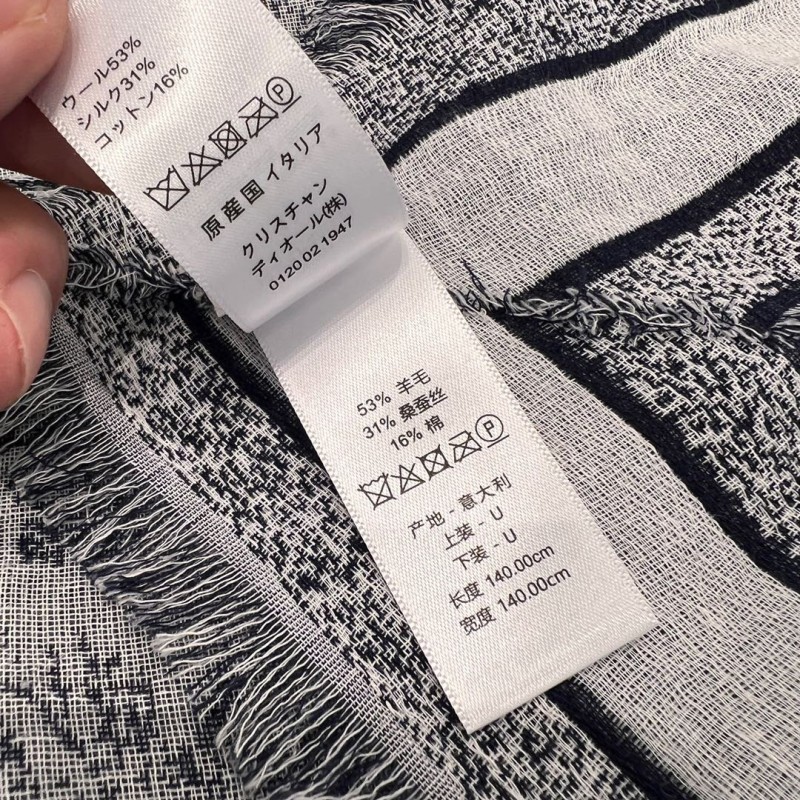 ウール53%
シルク31%
コットン16%
P
原産国 イタリア
クリスチャン
ディオール(株)
0120 02 1947
53% 羊毛
31% 桑蚕丝
16% 棉
P
产地 - 意大利
上装 - U
下装 - U
长度 140.00cm
宽度 140.00cm